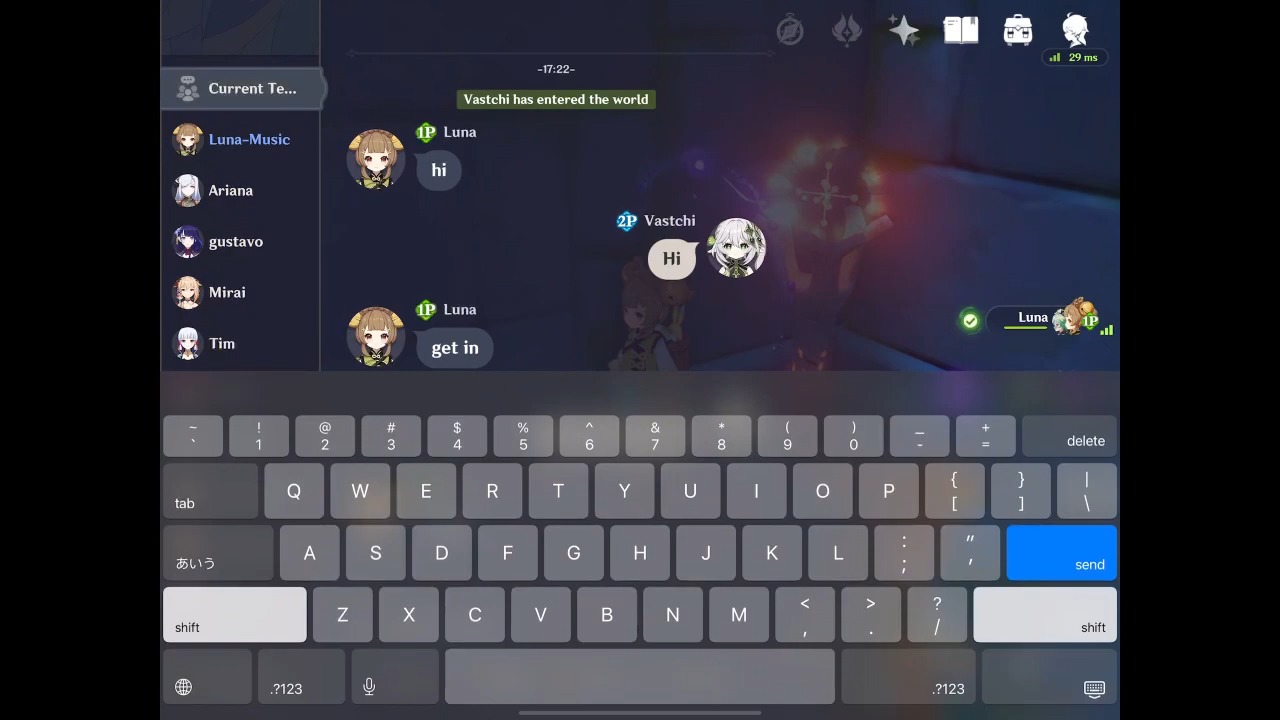 29 ms
Current Te...
Luna-Music
Ariana
gustavo
Mirai
Tim
-17:22-
Vastchi has entered the world
1P Luna
hi
2P Vastchi
Hi
1P Luna
get in
Luna 1P
~ ! @ # $ % ^ & * ( ) _ +
` 1 2 3 4 5 6 7 8 9 0 - = delete
tab Q W E R T Y U I O P { [ } ] | \
あいう A S D F G H J K L : ; " ' send
shift Z X C V B N M < , > . ? / shift
.?123 .?123